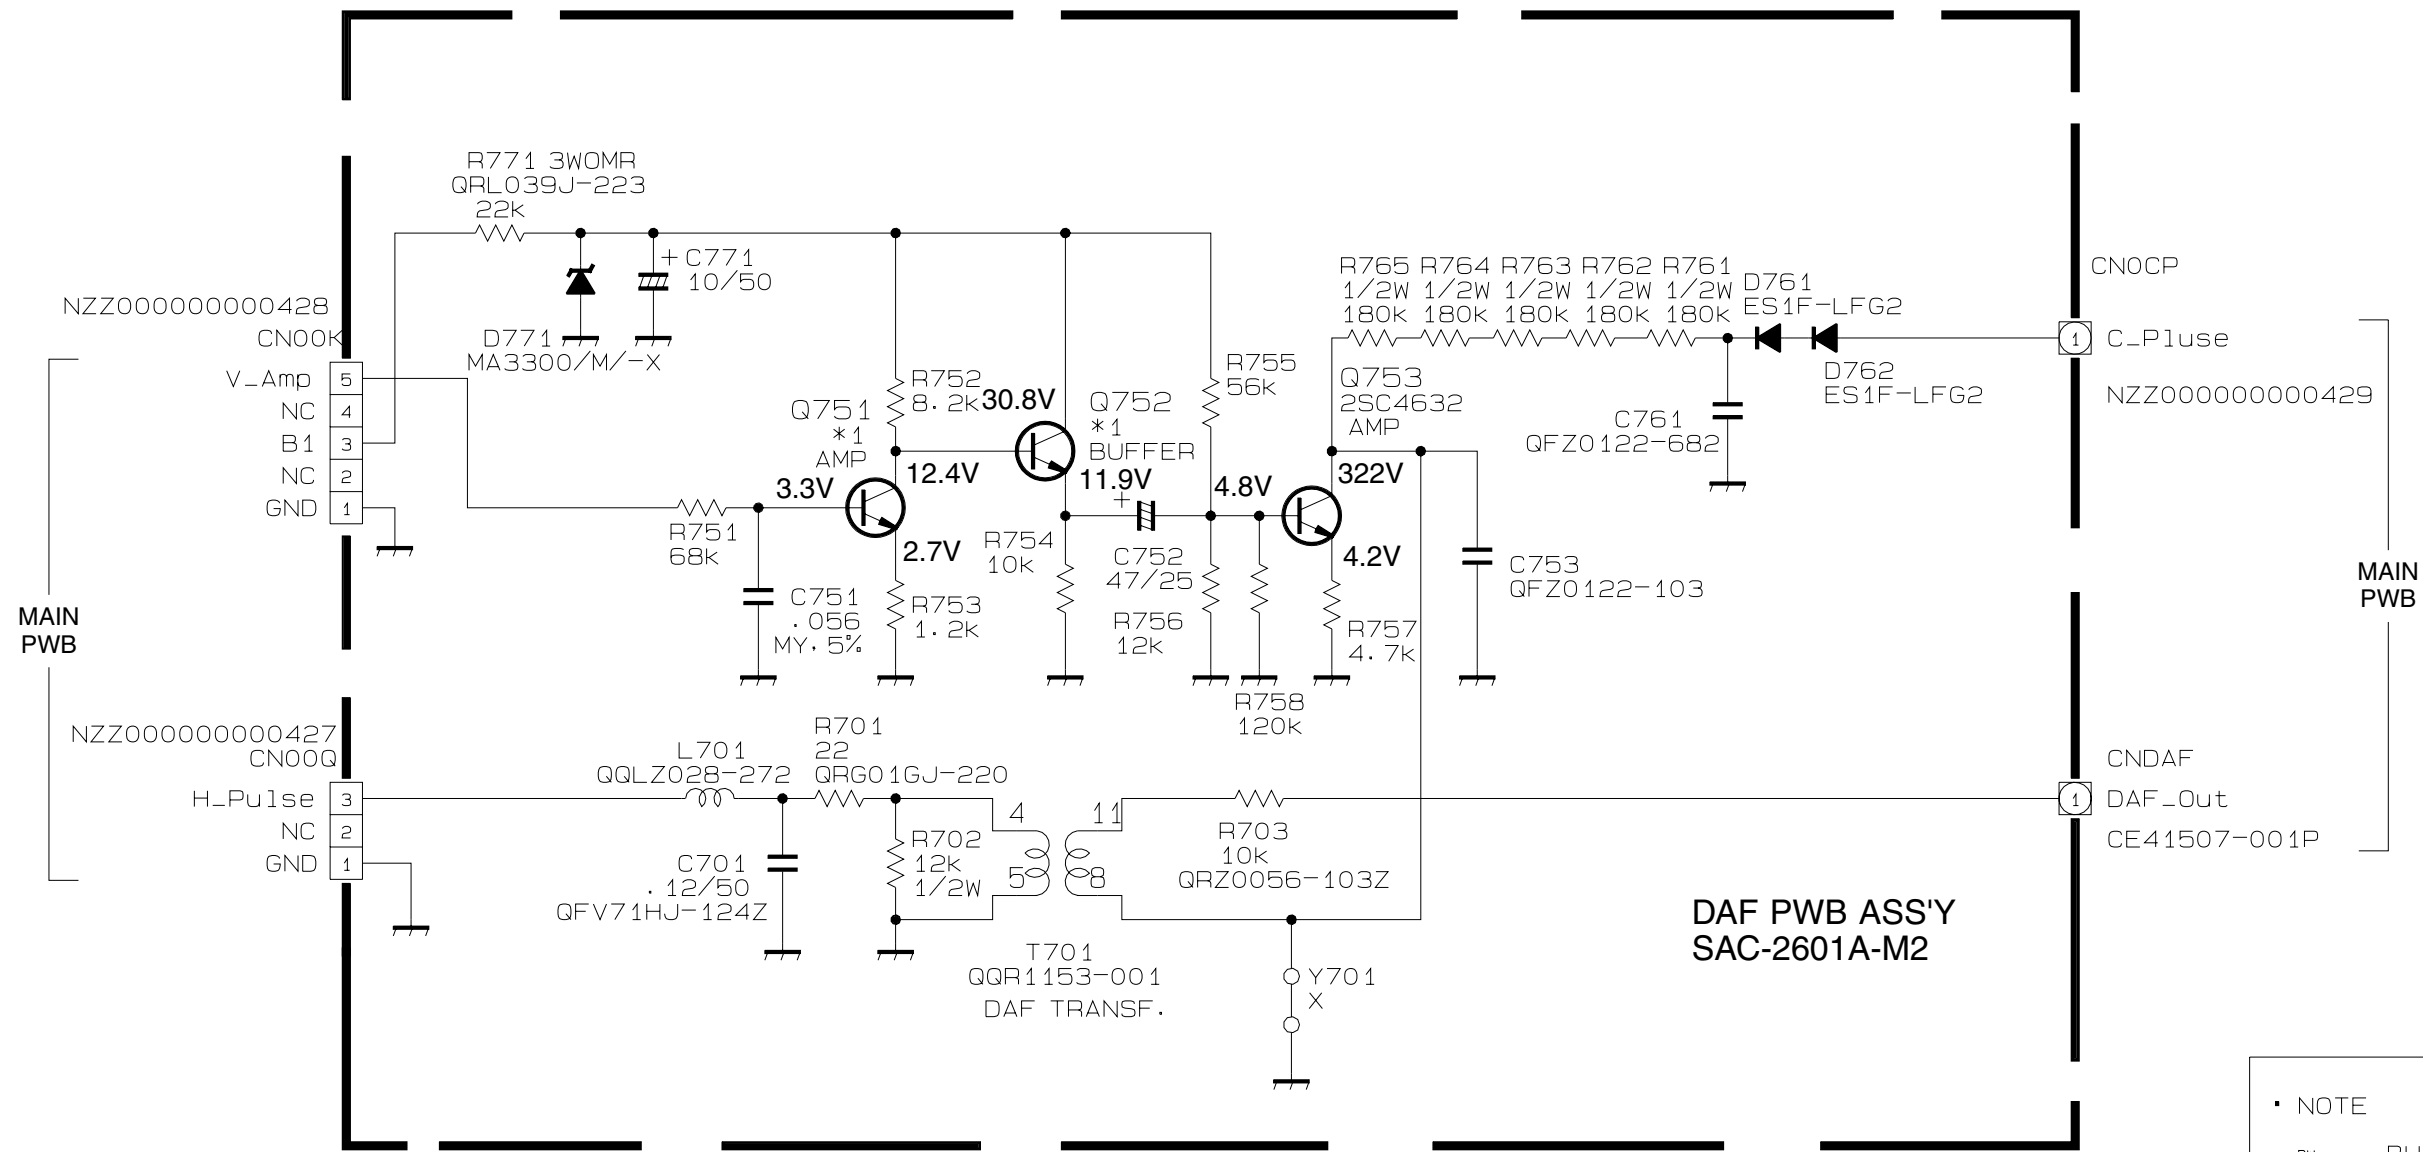 R771 3WOMR
QRL039J-223
22k
C771
+
10/50
D771
MA3300/M/-X
NZZ000000000428
CN00K
V_Amp 5
NC 4
B1 3
NC 2
GND 1
MAIN
PWB
R751
68k
C751
.056
MY. 5%
Q751
*1
AMP
3.3V
12.4V
2.7V
R752
8.2k
R753
1.2k
30.8V
Q752
*1
BUFFER
11.9V
R754
10k
+
C752
47/25
R755
56k
R756
12k
R758
120k
4.8V
Q753
2SC4632
AMP
322V
4.2V
R757
4.7k
C753
QFZ0122-103
R765 R764 R763 R762 R761
1/2W 1/2W 1/2W 1/2W 1/2W
180k 180k 180k 180k 180k
D761
ES1F-LFG2
D762
ES1F-LFG2
C761
QFZ0122-682
CN0CP
1 C_Pluse
NZZ000000000429
MAIN
PWB
NZZ000000000427
CN00Q
H_Pulse 3
NC 2
GND 1
L701
QQLZ028-272
R701
22
QRG01GJ-220
C701
.12/50
QFV71HJ-124Z
R702
12k
1/2W
4
5
11
8
T701
QQR1153-001
DAF TRANSF.
R703
10k
QRZ0056-103Z
Y701
X
CNDAF
1 DAF_Out
CE41507-001P
DAF PWB ASS'Y
SAC-2601A-M2
· NOTE